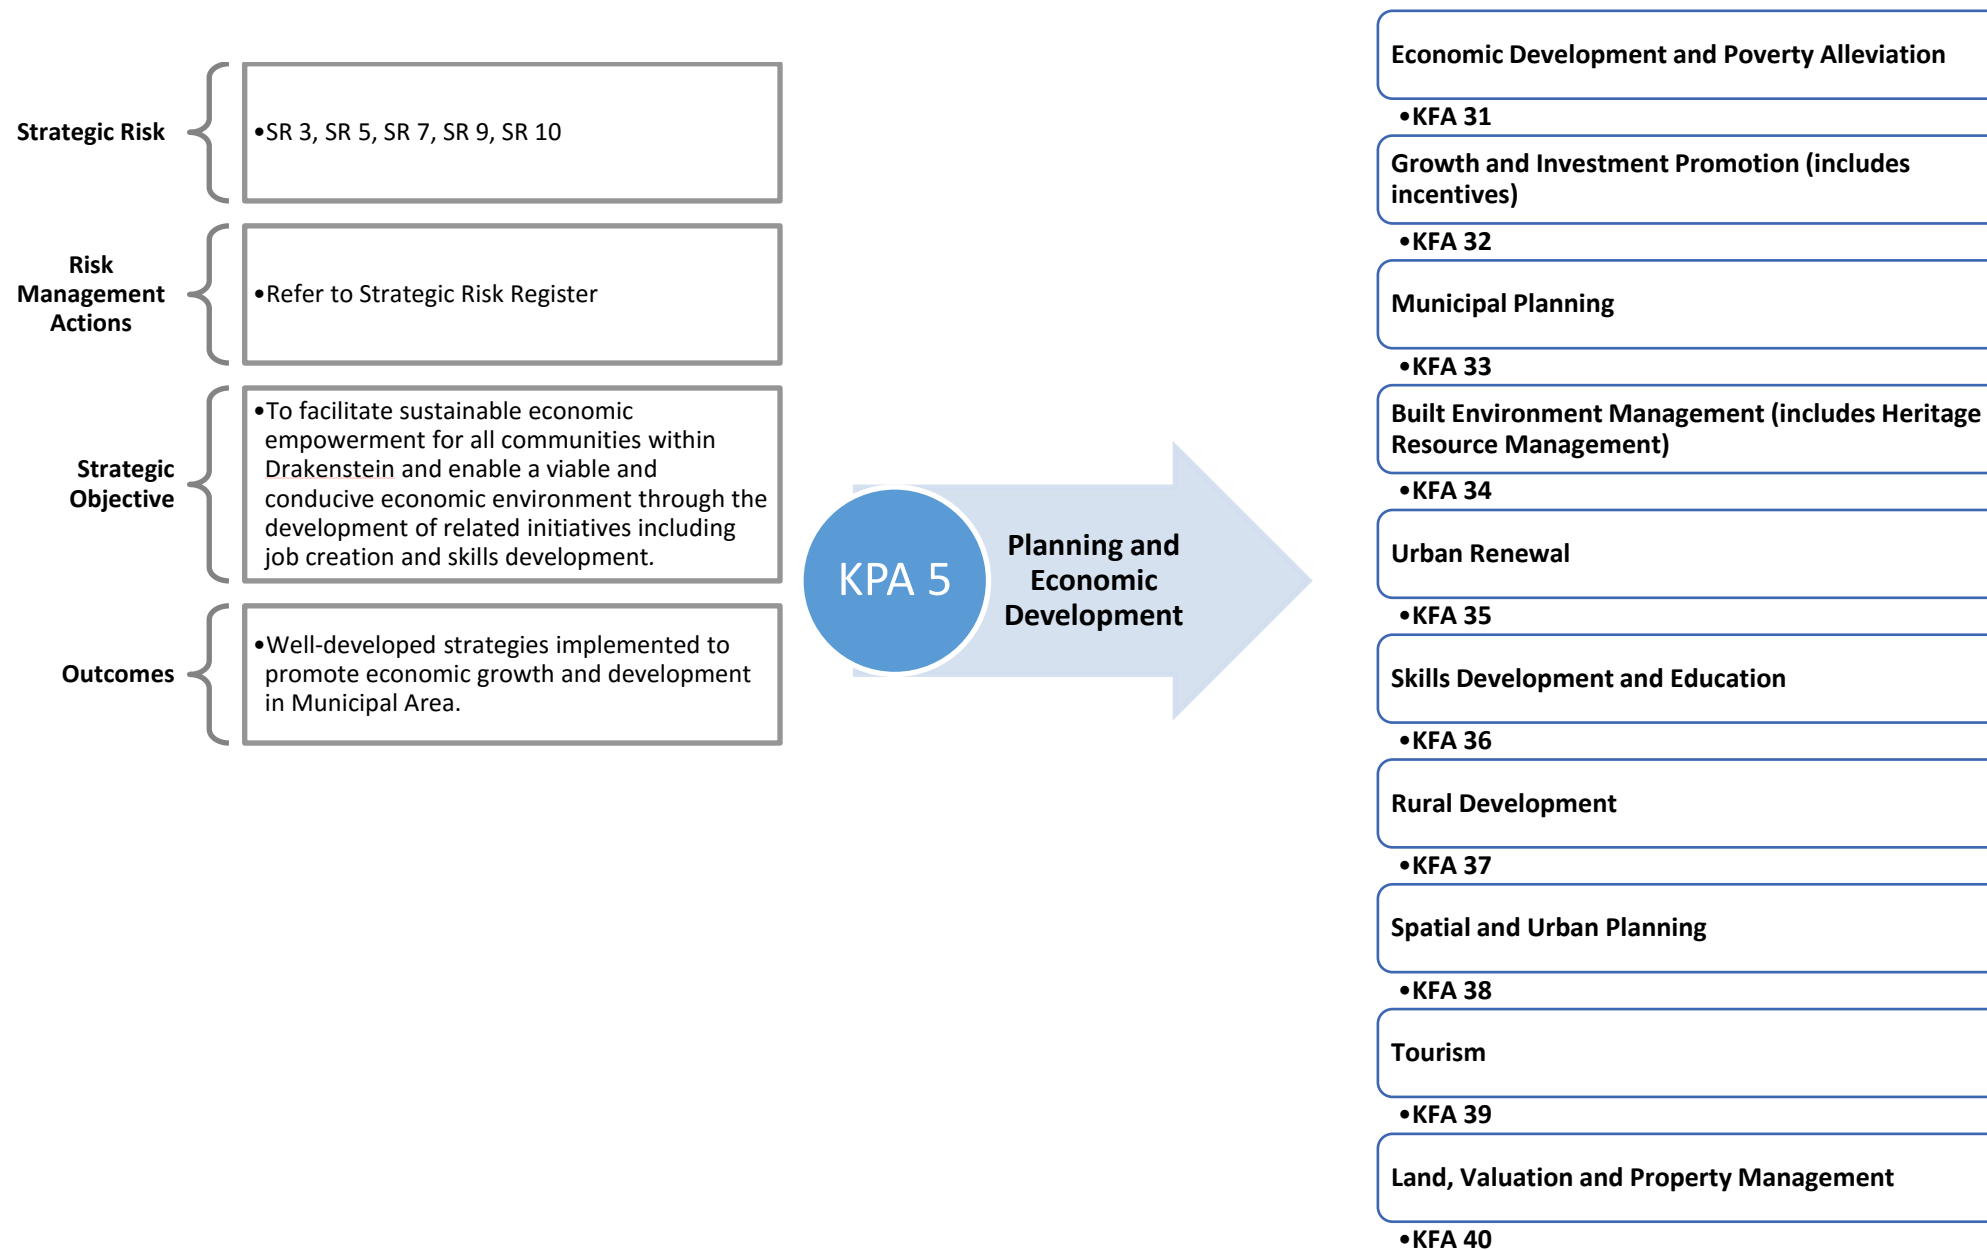 Strategic Risk
•SR 3, SR 5, SR 7, SR 9, SR 10
Risk
Management
Actions
•Refer to Strategic Risk Register
Strategic
Objective
•To facilitate sustainable economic
empowerment for all communities within
Drakenstein and enable a viable and
conducive economic environment through the
development of related initiatives including
job creation and skills development.
Outcomes
•Well-developed strategies implemented to
promote economic growth and development
in Municipal Area.
KPA 5
Planning and
Economic
Development
Economic Development and Poverty Alleviation
•KFA 31
Growth and Investment Promotion (includes
incentives)
•KFA 32
Municipal Planning
•KFA 33
Built Environment Management (includes Heritage
Resource Management)
•KFA 34
Urban Renewal
•KFA 35
Skills Development and Education
•KFA 36
Rural Development
•KFA 37
Spatial and Urban Planning
•KFA 38
Tourism
•KFA 39
Land, Valuation and Property Management
•KFA 40